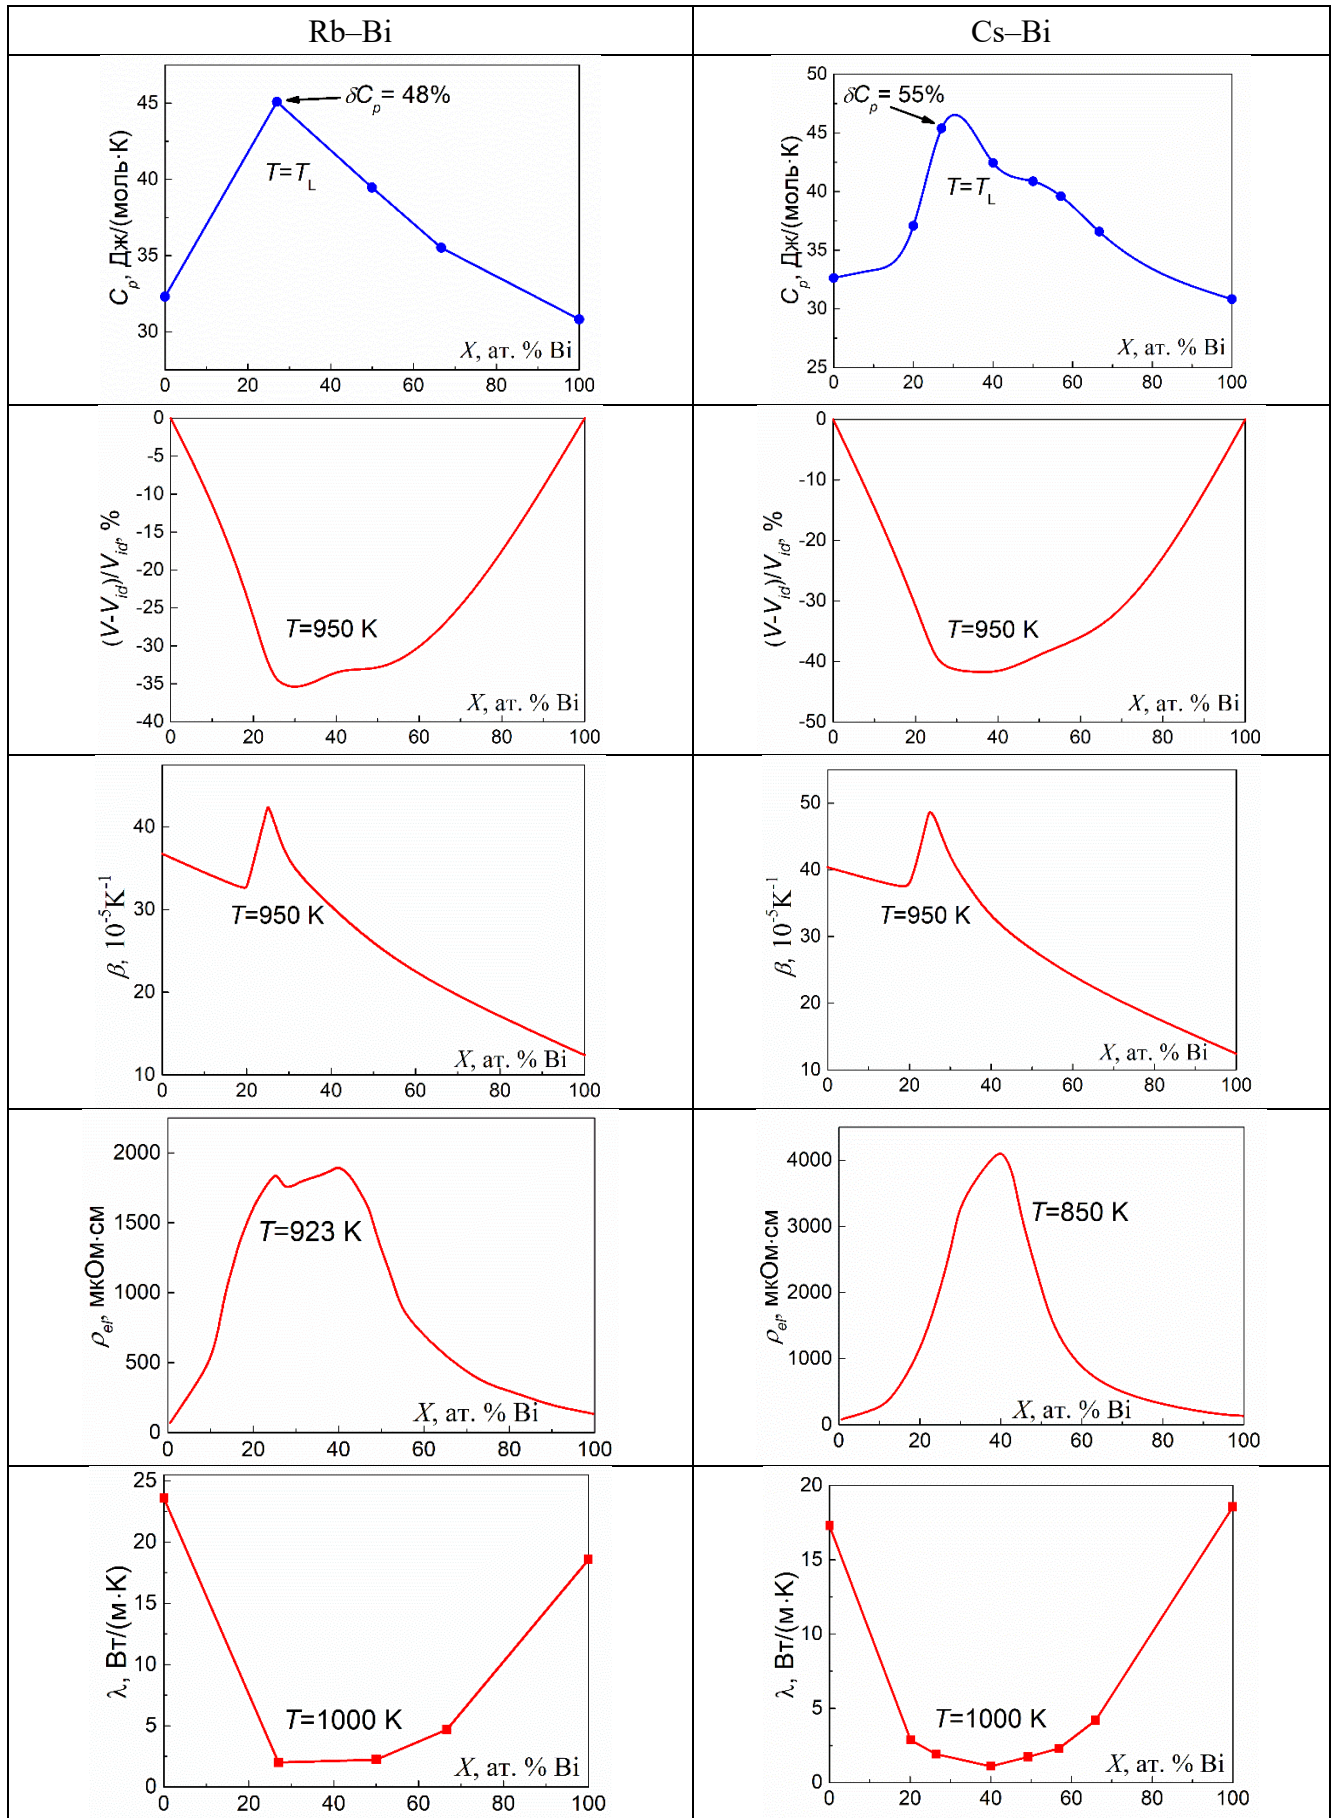 Rb–Bi
Cs–Bi
45
40
35
30
C_p, Дж/(моль·К)
δC_p = 48%
T=T_L
X, ат. % Bi
0 20 40 60 80 100
50
45
40
35
30
25
C_p, Дж/(моль·К)
δC_p = 55%
T=T_L
X, ат. % Bi
0 20 40 60 80 100
0
-5
-10
-15
-20
-25
-30
-35
-40
(V-V_id)/V_id, %
T=950 K
X, ат. % Bi
0 20 40 60 80 100
0
-10
-20
-30
-40
-50
(V-V_id)/V_id, %
T=950 K
X, ат. % Bi
0 20 40 60 80 100
40
30
20
10
β, 10^-5K^-1
T=950 K
X, ат. % Bi
0 20 40 60 80 100
50
40
30
20
10
β, 10^-5K^-1
T=950 K
X, ат. % Bi
0 20 40 60 80 100
2000
1500
1000
500
0
ρ_el, мкОм·см
T=923 K
X, ат. % Bi
0 20 40 60 80 100
4000
3000
2000
1000
0
ρ_el, мкОм·см
T=850 K
X, ат. % Bi
0 20 40 60 80 100
25
20
15
10
5
0
λ, Вт/(м·К)
T=1000 K
X, ат. % Bi
0 20 40 60 80 100
20
15
10
5
0
λ, Вт/(м·К)
T=1000 K
X, ат. % Bi
0 20 40 60 80 100